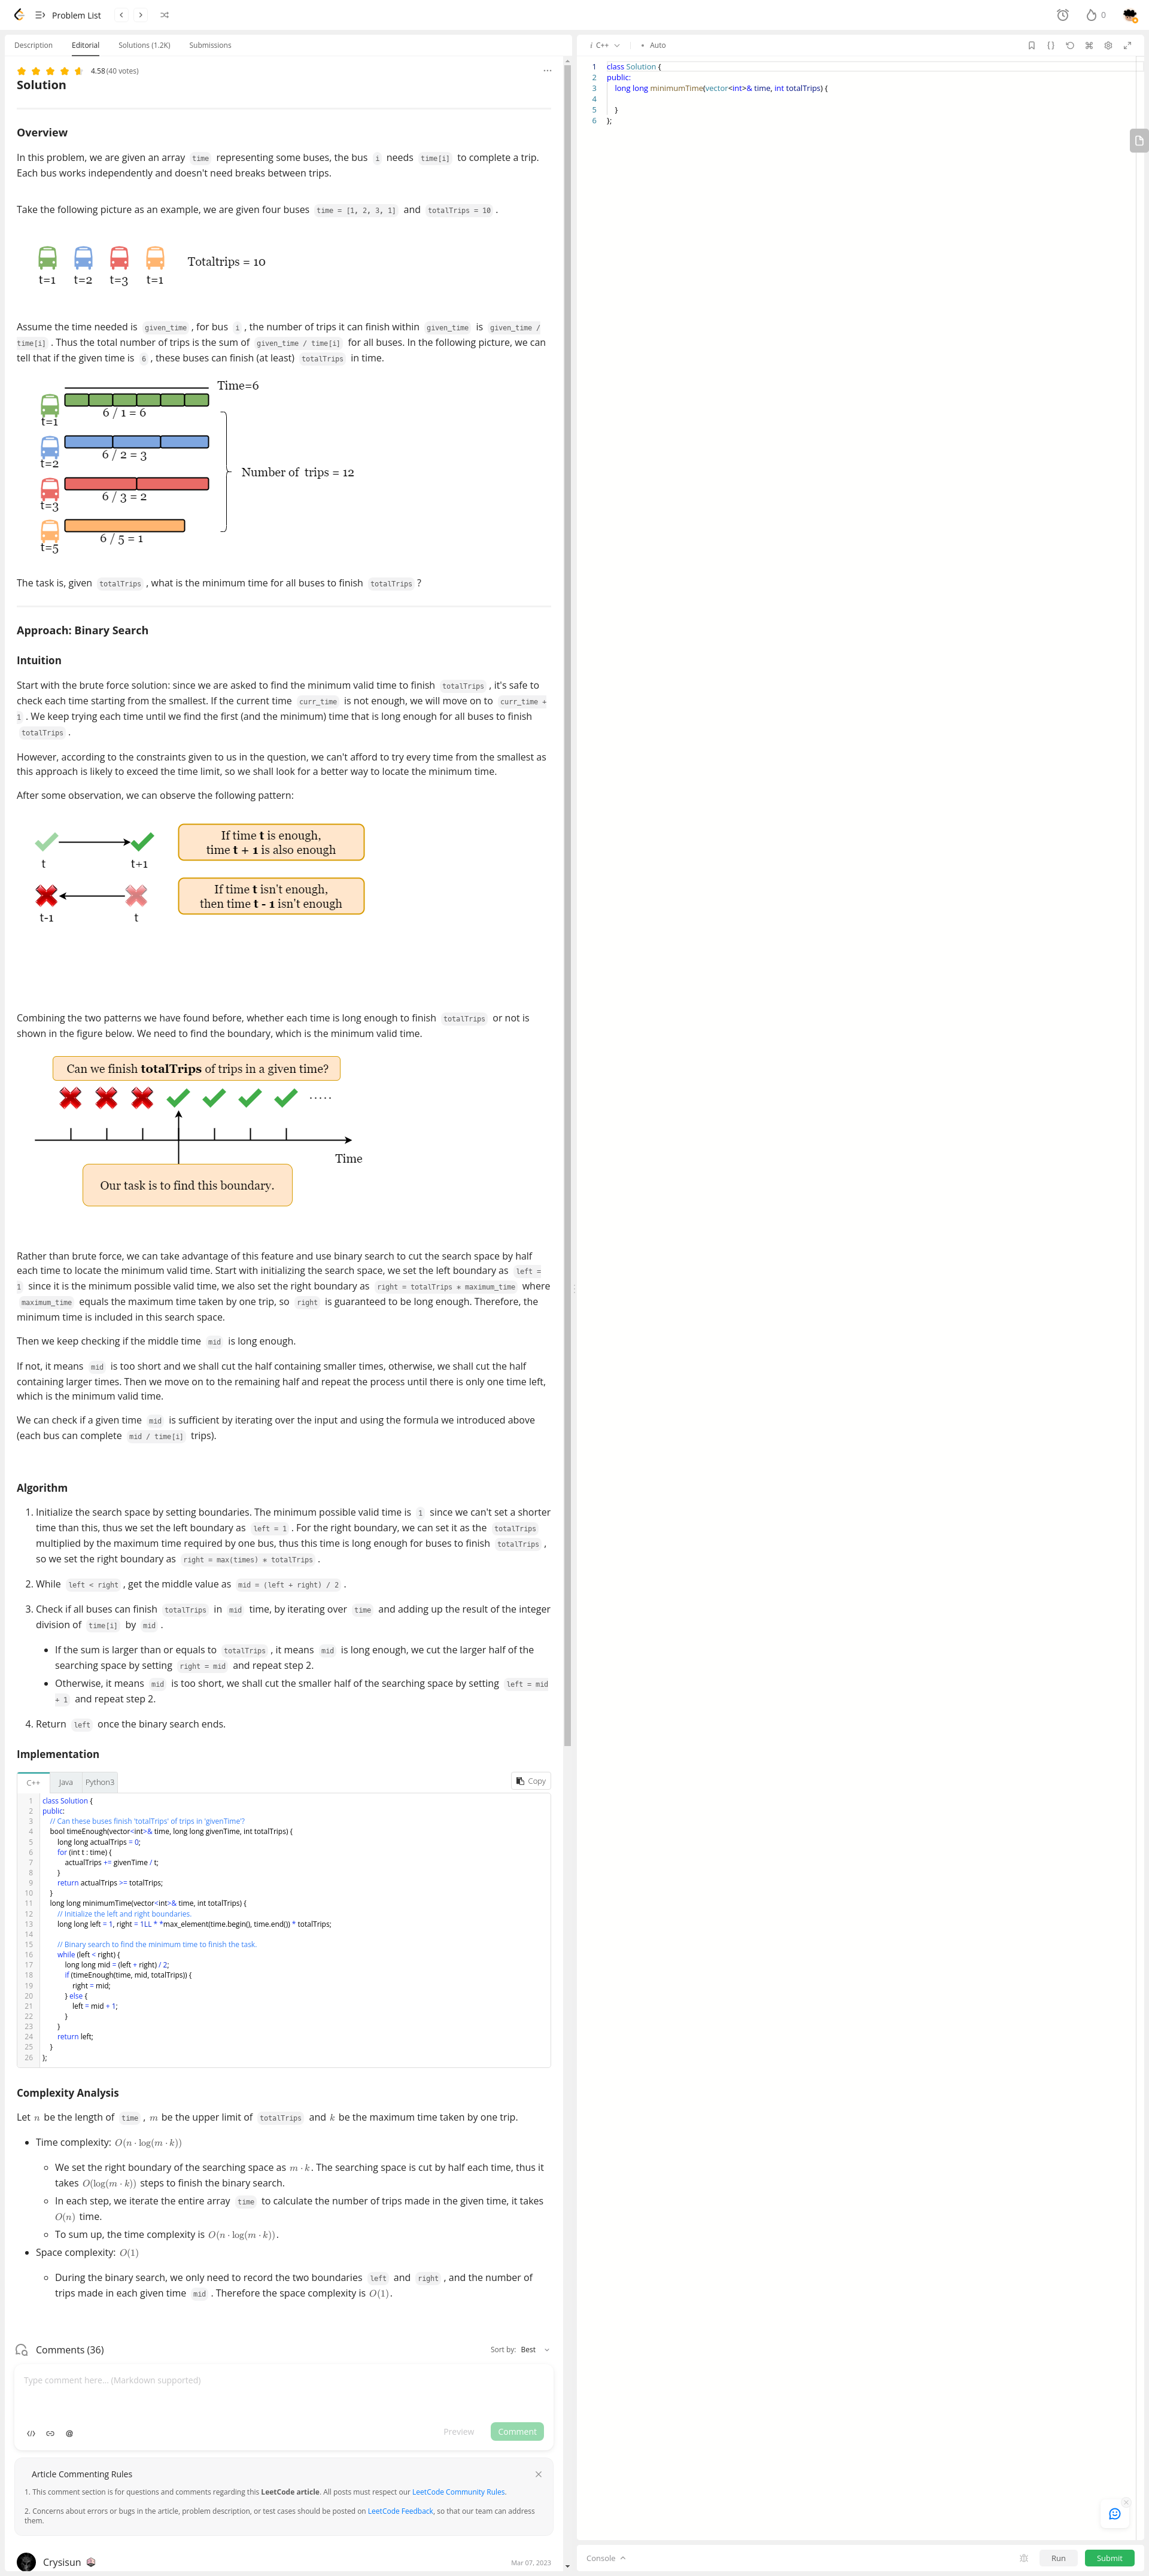 Problem List
0
Description Editorial Solutions (1.2K) Submissions
4.58 (40 votes)
Solution
Overview
In this problem, we are given an array time representing some buses, the bus i needs time[i] to complete a trip.
Each bus works independently and doesn't need breaks between trips.
Take the following picture as an example, we are given four buses time = [1, 2, 3, 1] and totalTrips = 10 .
t=1 t=2 t=3 t=1 Totaltrips = 10
Assume the time needed is given_time , for bus i , the number of trips it can finish within given_time is given_time /
time[i] . Thus the total number of trips is the sum of given_time / time[i] for all buses. In the following picture, we can
tell that if the given time is 6 , these buses can finish (at least) totalTrips in time.
Time=6
t=1
6 / 1 = 6
t=2
6 / 2 = 3
Number of trips = 12
t=3
6 / 3 = 2
t=5
6 / 5 = 1
The task is, given totalTrips , what is the minimum time for all buses to finish totalTrips ?
Approach: Binary Search
Intuition
Start with the brute force solution: since we are asked to find the minimum valid time to finish totalTrips , it's safe to
check each time starting from the smallest. If the current time curr_time is not enough, we will move on to curr_time +
1 . We keep trying each time until we find the first (and the minimum) time that is long enough for all buses to finish
totalTrips .
However, according to the constraints given to us in the question, we can't afford to try every time from the smallest as
this approach is likely to exceed the time limit, so we shall look for a better way to locate the minimum time.
After some observation, we can observe the following pattern:
If time t is enough,
time t + 1 is also enough
t t+1
If time t isn't enough,
then time t - 1 isn't enough
t-1 t
Combining the two patterns we have found before, whether each time is long enough to finish totalTrips or not is
shown in the figure below. We need to find the boundary, which is the minimum valid time.
Can we finish totalTrips of trips in a given time?
.....
Time
Our task is to find this boundary.
Rather than brute force, we can take advantage of this feature and use binary search to cut the search space by half
each time to locate the minimum valid time. Start with initializing the search space, we set the left boundary as left =
1 since it is the minimum possible valid time, we also set the right boundary as right = totalTrips * maximum_time where
maximum_time equals the maximum time taken by one trip, so right is guaranteed to be long enough. Therefore, the
minimum time is included in this search space.
Then we keep checking if the middle time mid is long enough.
If not, it means mid is too short and we shall cut the half containing smaller times, otherwise, we shall cut the half
containing larger times. Then we move on to the remaining half and repeat the process until there is only one time left,
which is the minimum valid time.
We can check if a given time mid is sufficient by iterating over the input and using the formula we introduced above
(each bus can complete mid / time[i] trips).
Algorithm
1. Initialize the search space by setting boundaries. The minimum possible valid time is 1 since we can't set a shorter
time than this, thus we set the left boundary as left = 1 . For the right boundary, we can set it as the totalTrips
multiplied by the maximum time required by one bus, thus this time is long enough for buses to finish totalTrips ,
so we set the right boundary as right = max(times) * totalTrips .
2. While left < right , get the middle value as mid = (left + right) / 2 .
3. Check if all buses can finish totalTrips in mid time, by iterating over time and adding up the result of the integer
division of time[i] by mid .
• If the sum is larger than or equals to totalTrips , it means mid is long enough, we cut the larger half of the
searching space by setting right = mid and repeat step 2.
• Otherwise, it means mid is too short, we shall cut the smaller half of the searching space by setting left = mid
+ 1 and repeat step 2.
4. Return left once the binary search ends.
Implementation
C++ Java Python3 Copy
1 class Solution {
2 public:
3 // Can these buses finish 'totalTrips' of trips in 'givenTime'?
4 bool timeEnough(vector<int>& time, long long givenTime, int totalTrips) {
5 long long actualTrips = 0;
6 for (int t : time) {
7 actualTrips += givenTime / t;
8 }
9 return actualTrips >= totalTrips;
10 }
11 long long minimumTime(vector<int>& time, int totalTrips) {
12 // Initialize the left and right boundaries.
13 long long left = 1, right = 1LL * *max_element(time.begin(), time.end()) * totalTrips;
14
15 // Binary search to find the minimum time to finish the task.
16 while (left < right) {
17 long long mid = (left + right) / 2;
18 if (timeEnough(time, mid, totalTrips)) {
19 right = mid;
20 } else {
21 left = mid + 1;
22 }
23 }
24 return left;
25 }
26 };
Complexity Analysis
Let n be the length of time , m be the upper limit of totalTrips and k be the maximum time taken by one trip.
• Time complexity: O(n · log(m · k))
○ We set the right boundary of the searching space as m · k. The searching space is cut by half each time, thus it
takes O(log(m · k)) steps to finish the binary search.
○ In each step, we iterate the entire array time to calculate the number of trips made in the given time, it takes
O(n) time.
○ To sum up, the time complexity is O(n · log(m · k)).
• Space complexity: O(1)
○ During the binary search, we only need to record the two boundaries left and right , and the number of
trips made in each given time mid . Therefore the space complexity is O(1).
Comments (36) Sort by: Best
Type comment here... (Markdown supported)
Preview Comment
Article Commenting Rules
1. This comment section is for questions and comments regarding this LeetCode article. All posts must respect our LeetCode Community Rules.
2. Concerns about errors or bugs in the article, problem description, or test cases should be posted on LeetCode Feedback, so that our team can address
them.
Crysisun Mar 07, 2023
i C++ • Auto
1 class Solution {
2 public:
3 long long minimumTime(vector<int>& time, int totalTrips) {
4
5 }
6 };
Console Run Submit